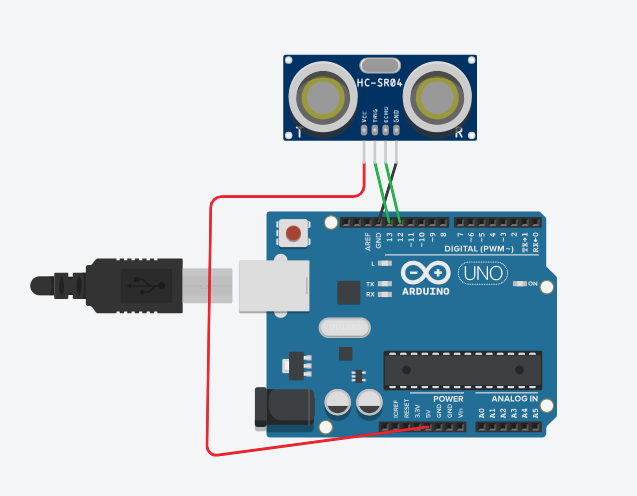 HC-SR04
VCC
TRIG
ECHO
GND
T
R
AREF
GND
13
12
~11
~10
~9
8
7
~6
~5
4
~3
2
TX→1
RX←0
DIGITAL (PWM~)
L
TX
RX
UNO
ON
ARDUINO
POWER
ANALOG IN
IOREF
RESET
3.3V
5V
GND
GND
Vin
A0
A1
A2
A3
A4
A5